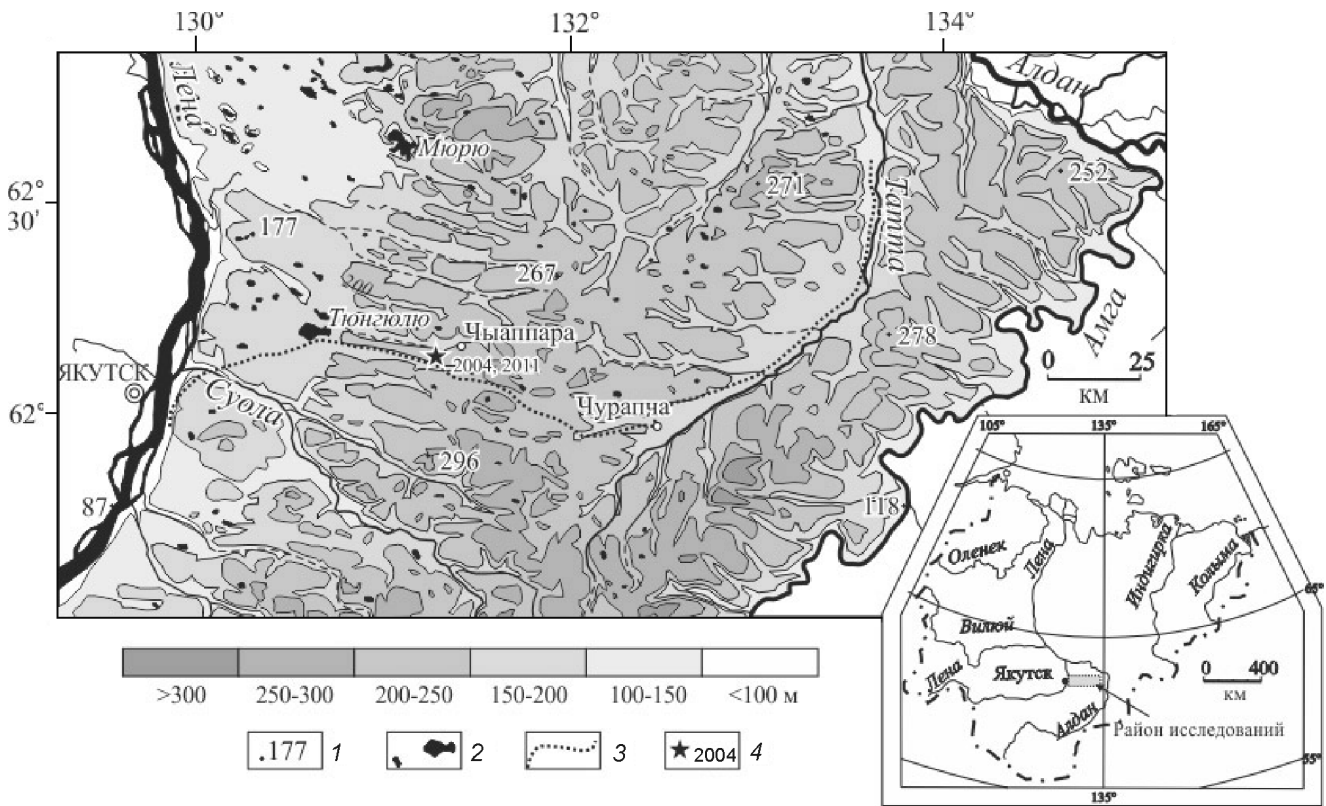 130°
132°
134°
Лена
Алдан
Мюрю
62°
30'
177
271
Татта
252
267
200
Амга
Тюнгюлю
Чыаппара
2004, 2011
278
0 25
км
ЯКУТСК
Суола
62°
Чурапча
296
87
118
105° 135° 165°
Оленек
Лена
Индигирка
Колыма
65°
Вилюй
Лена
Якутск
0 400
км
Алдан
Район исследований
55°
135°
>300 250-300 200-250 150-200 100-150 <100 м
.177 1 2 3 2004 4